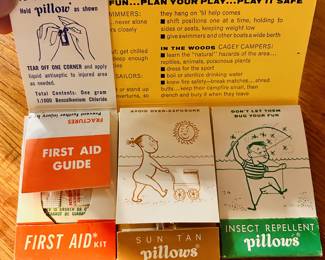 Hold pillow® as shown
TEAR OFF ONE CORNER and apply
liquid antiseptic to injured area
as needed.
Total Contents: One gram
1:1000 Benzalkonium Chloride
FUN...PLAN YOUR PLAY...PLAY IT SAFE
SWIMMERS:
never alone
get chilled
SAILORS:
they hang on 'til help comes
■ shift positions one at a time, holding to
sides or seats, keeping weight low
■ give swimmers and other boats a wide berth
IN THE WOODS CAGEY CAMPERS!
■ learn the "natural" hazards of the area...
reptiles, animals, poisonous plants
■ dress for the sport
■ boil or sterilize drinking water
■ know fire safety—break matches...shred
butts... keep campfires small, then
drench and bury it when they leave
FRACTURES
FIRST AID
GUIDE
FIRST AID KIT
AVOID OVER-EXPOSURE
SUN TAN
pillows®
DON'T LET THEM
BUG YOUR FUN
INSECT REPELLENT
pillows®